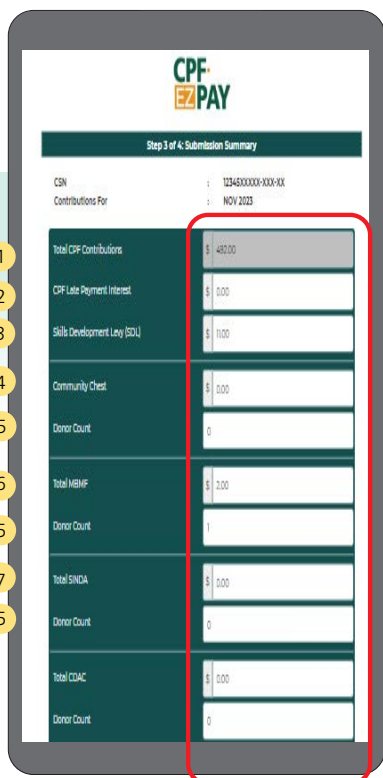 CPF
EZPAY
Step 3 of 4: Submission Summary
CSN : 12345XXXXX-XXX-XX
Contributions For : NOV 2023
1 Total CPF Contributions $ 492.00
2 CPF Late Payment Interest $ 0.00
3 Skills Development Levy (SDL) $ 11.00
4 Community Chest $ 0.00
5 Donor Count 0
6 Total MBMF $ 2.00
5 Donor Count 1
7 Total SINDA $ 0.00
5 Donor Count 0
Total CDAC $ 0.00
Donor Count 0